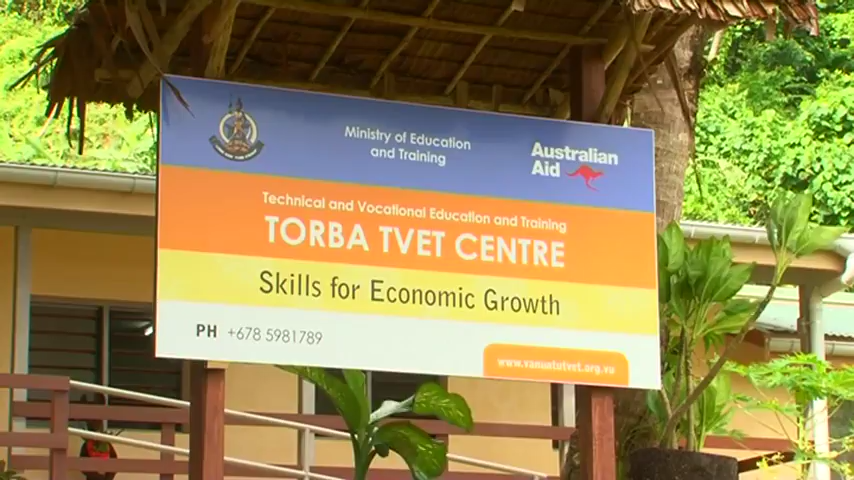 Ministry of Education
and Training
Australian
Aid
Technical and Vocational Education and Training
TORBA TVET CENTRE
Skills for Economic Growth
PH +678 5981789
www.vanuatutvet.org.vu